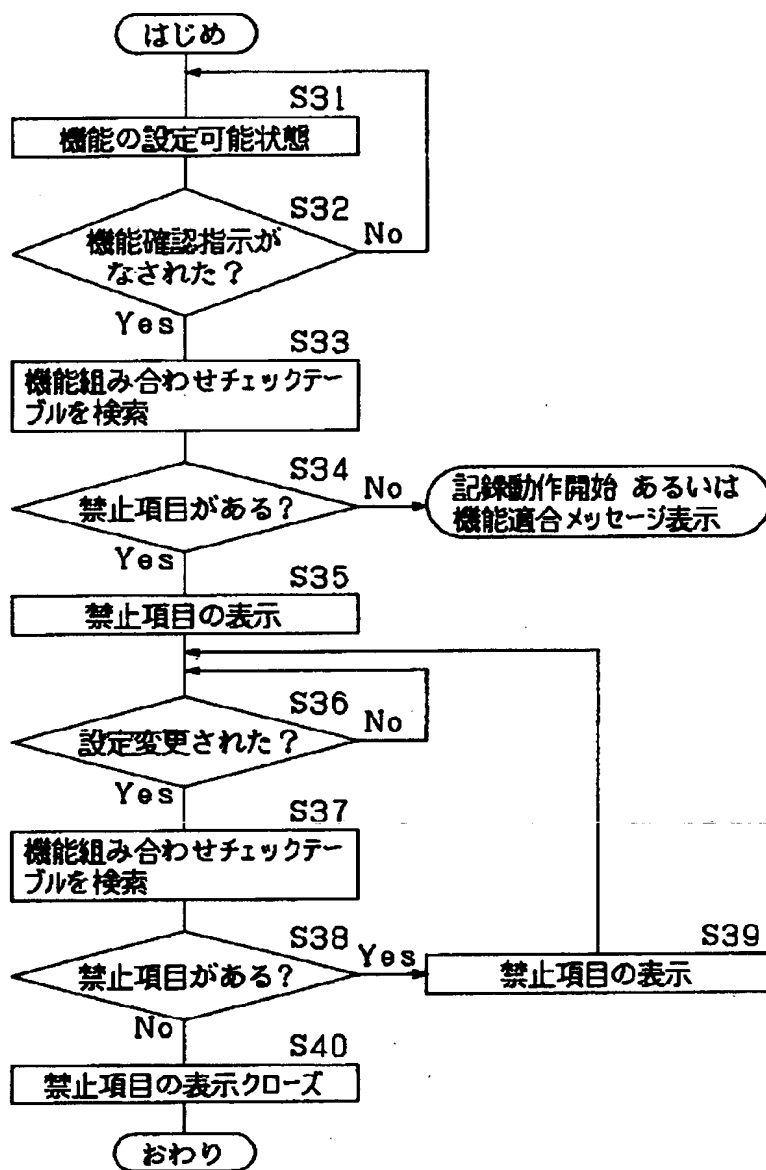 はじめ
S31
機能の設定可能状態
S32
機能確認指示が
なされた？
No
Yes
S33
機能組み合わせチェックテー
ブルを検索
S34
禁止項目がある？
No
記録動作開始 あるいは
機能適合メッセージ表示
Yes
S35
禁止項目の表示
S36
設定変更された？
No
Yes
S37
機能組み合わせチェックテー
ブルを検索
S38
禁止項目がある？
Yes
S39
禁止項目の表示
No
S40
禁止項目の表示クローズ
おわり